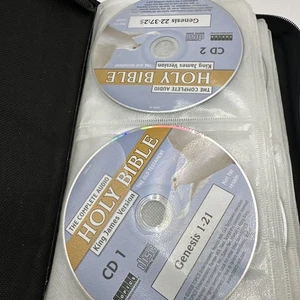 Genesis 22-37:2
CD 2
King James Version
HOLY BIBLE
THE COMPLETE AUDIO
THE COMPLETE AUDIO
HOLY BIBLE
King James Version
CD 1
Genesis 1-21